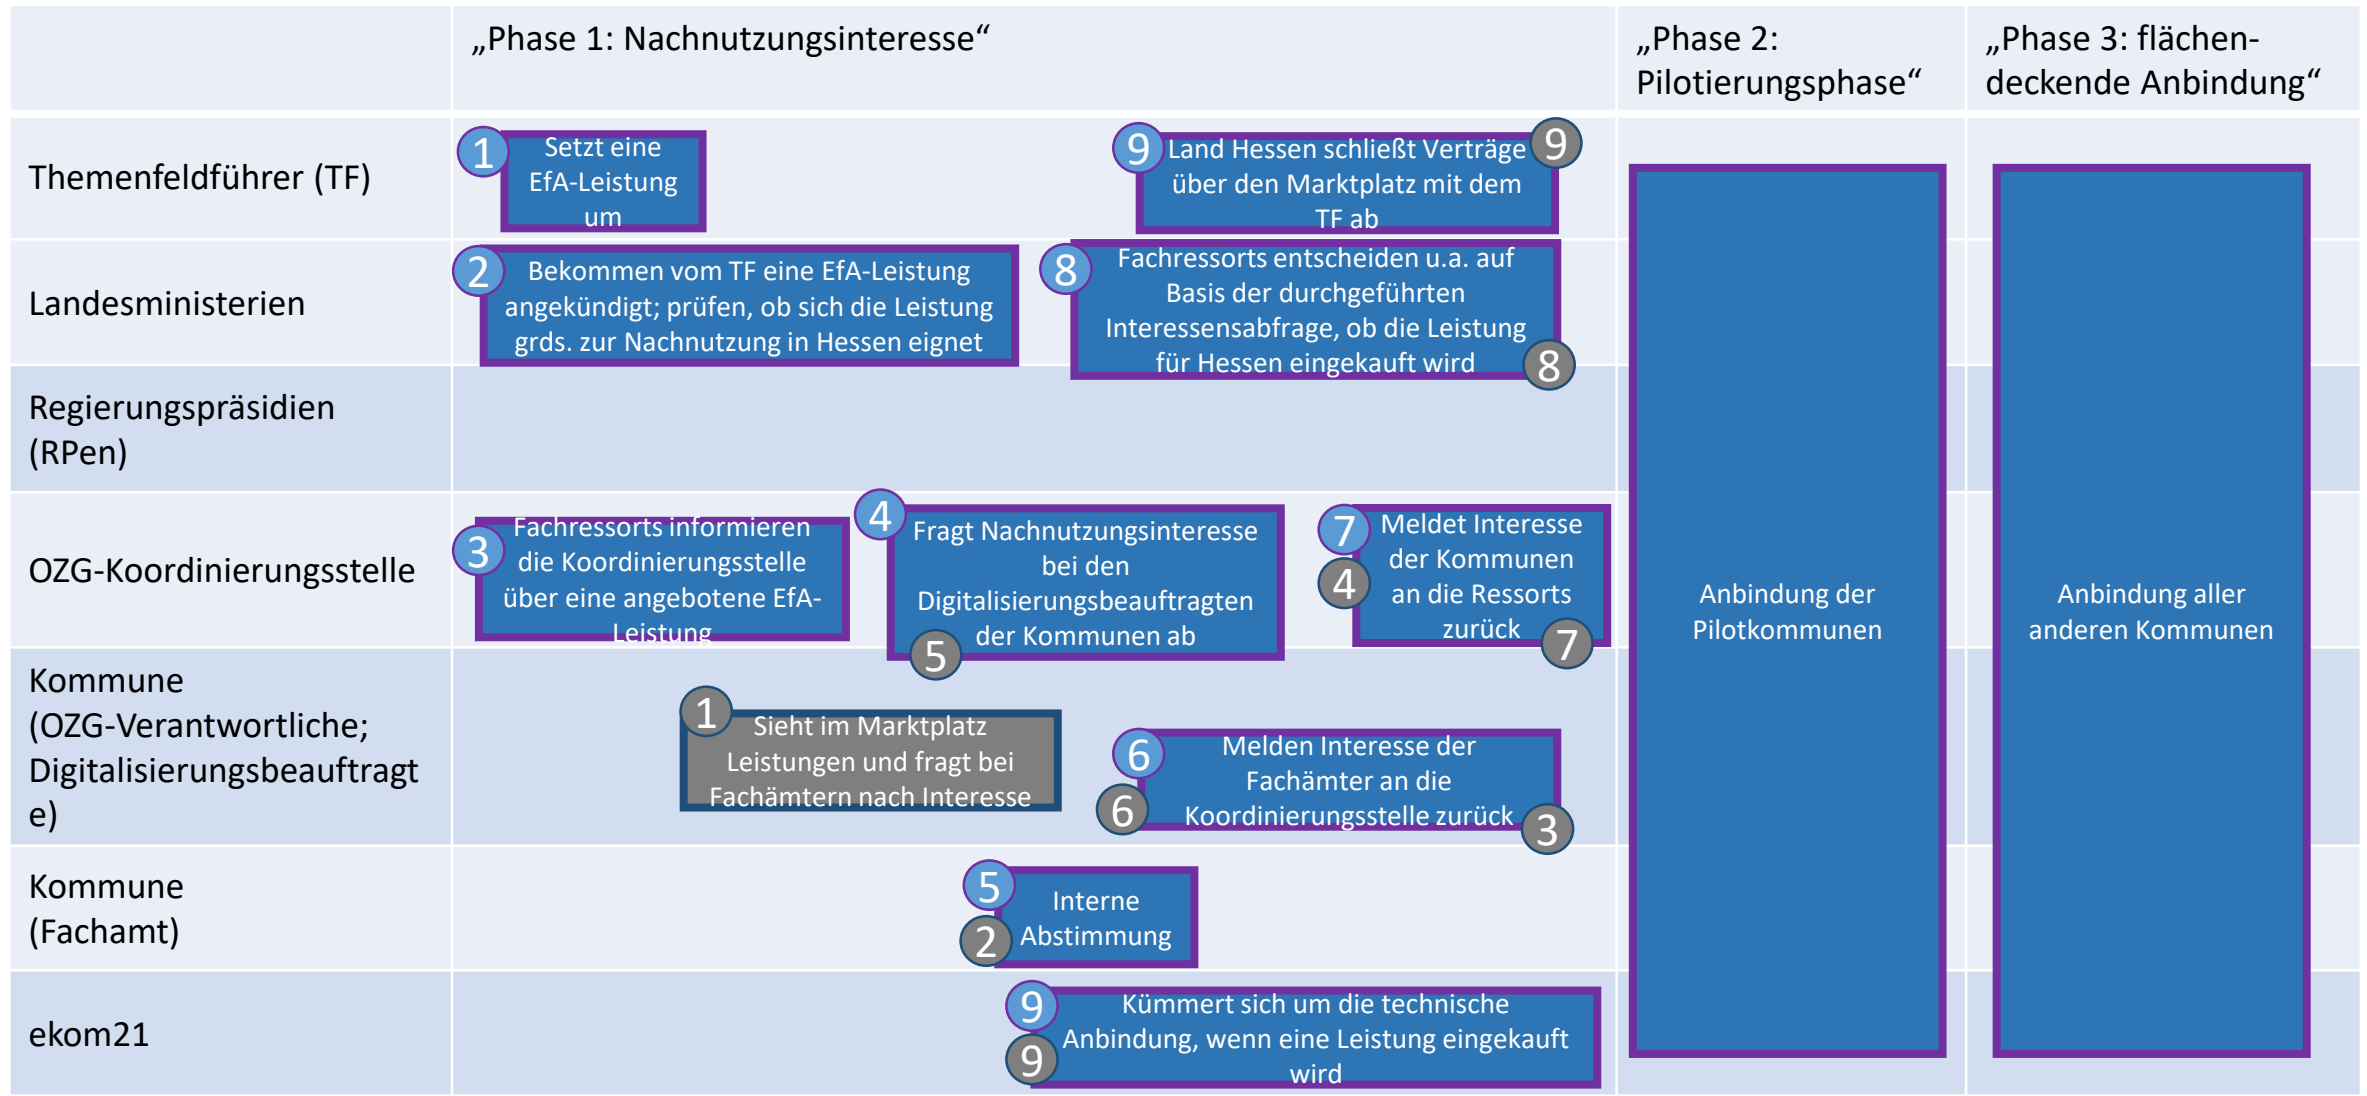 „Phase 1: Nachnutzungsinteresse“
„Phase 2:
Pilotierungsphase“
„Phase 3: flächen-
deckende Anbindung“
Themenfeldführer (TF)
1
Setzt eine
EfA-Leistung
um
9
Land Hessen schließt Verträge
über den Marktplatz mit dem
TF ab
9
Landesministerien
2
Bekommen vom TF eine EfA-Leistung
angekündigt; prüfen, ob sich die Leistung
grds. zur Nachnutzung in Hessen eignet
8
Fachressorts entscheiden u.a. auf
Basis der durchgeführten
Interessensabfrage, ob die Leistung
für Hessen eingekauft wird
8
Regierungspräsidien
(RPen)
OZG-Koordinierungsstelle
3
Fachressorts informieren
die Koordinierungsstelle
über eine angebotene EfA-
Leistung
4
Fragt Nachnutzungsinteresse
bei den
Digitalisierungsbeauftragten
der Kommunen ab
5
7
4
Meldet Interesse
der Kommunen
an die Ressorts
zurück
7
Kommune
(OZG-Verantwortliche;
Digitalisierungsbeauftragt
e)
1
Sieht im Marktplatz
Leistungen und fragt bei
Fachämtern nach Interesse
6
6
Melden Interesse der
Fachämter an die
Koordinierungsstelle zurück
3
Kommune
(Fachamt)
5
2
Interne
Abstimmung
ekom21
9
9
Kümmert sich um die technische
Anbindung, wenn eine Leistung eingekauft
wird
Anbindung der
Pilotkommunen
Anbindung aller
anderen Kommunen